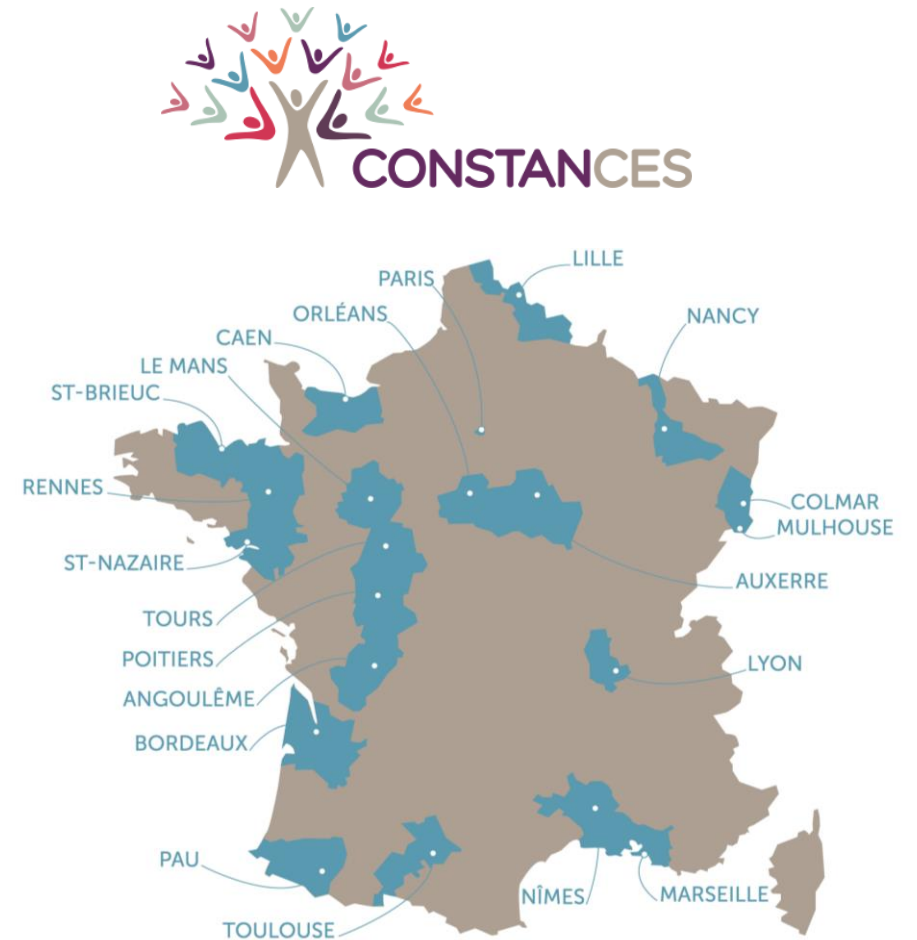 CONSTANCES
LILLE
PARIS
ORLÉANS
NANCY
CAEN
LE MANS
ST-BRIEUC
RENNES
COLMAR
MULHOUSE
ST-NAZAIRE
AUXERRE
TOURS
POITIERS
LYON
ANGOULÊME
BORDEAUX
PAU
NÎMES
MARSEILLE
TOULOUSE